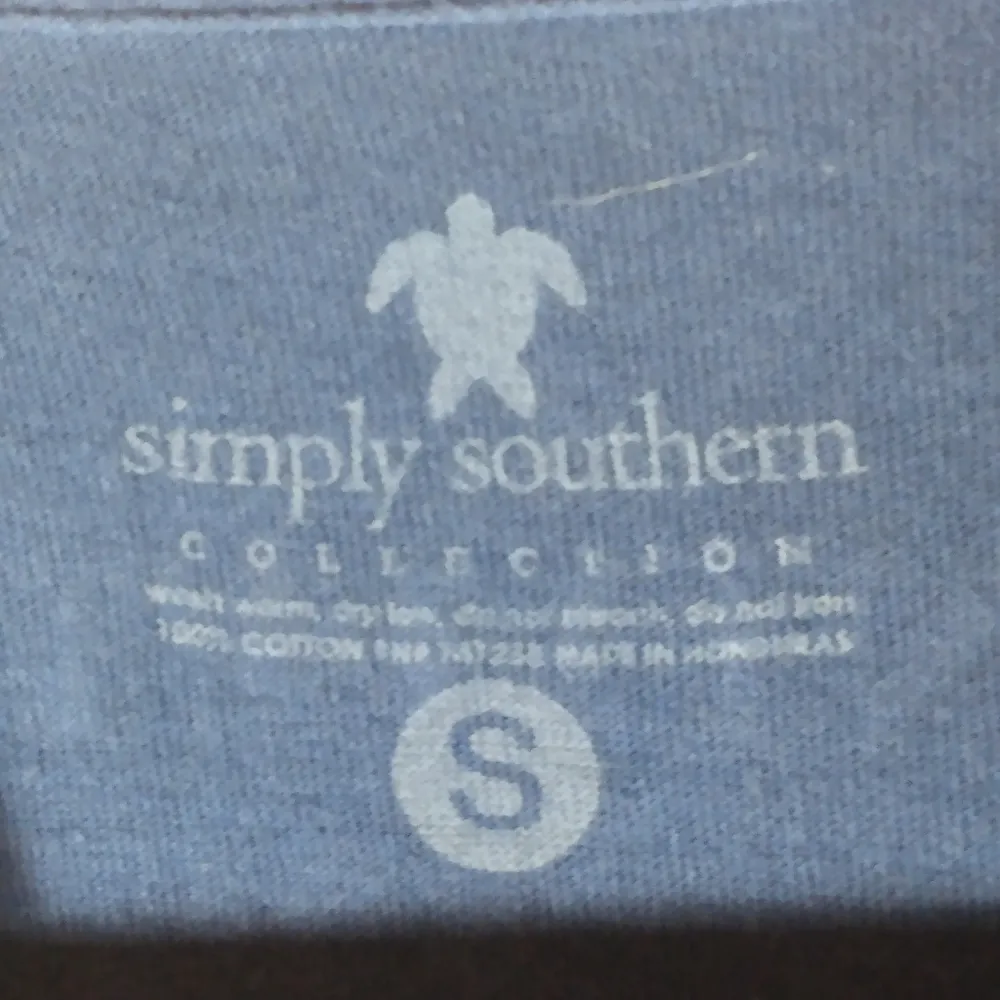 simply southern
COLLECTION
wash warm, dry low, do not bleach, do not iron
100% COTTON RN# MADE IN HONDURAS
S